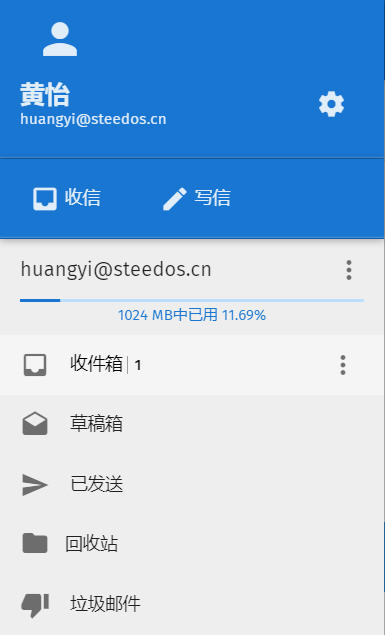 黄怡
huangyi@steedos.cn
收信 写信
huangyi@steedos.cn
1024 MB中已用 11.69%
收件箱 | 1
草稿箱
已发送
回收站
垃圾邮件